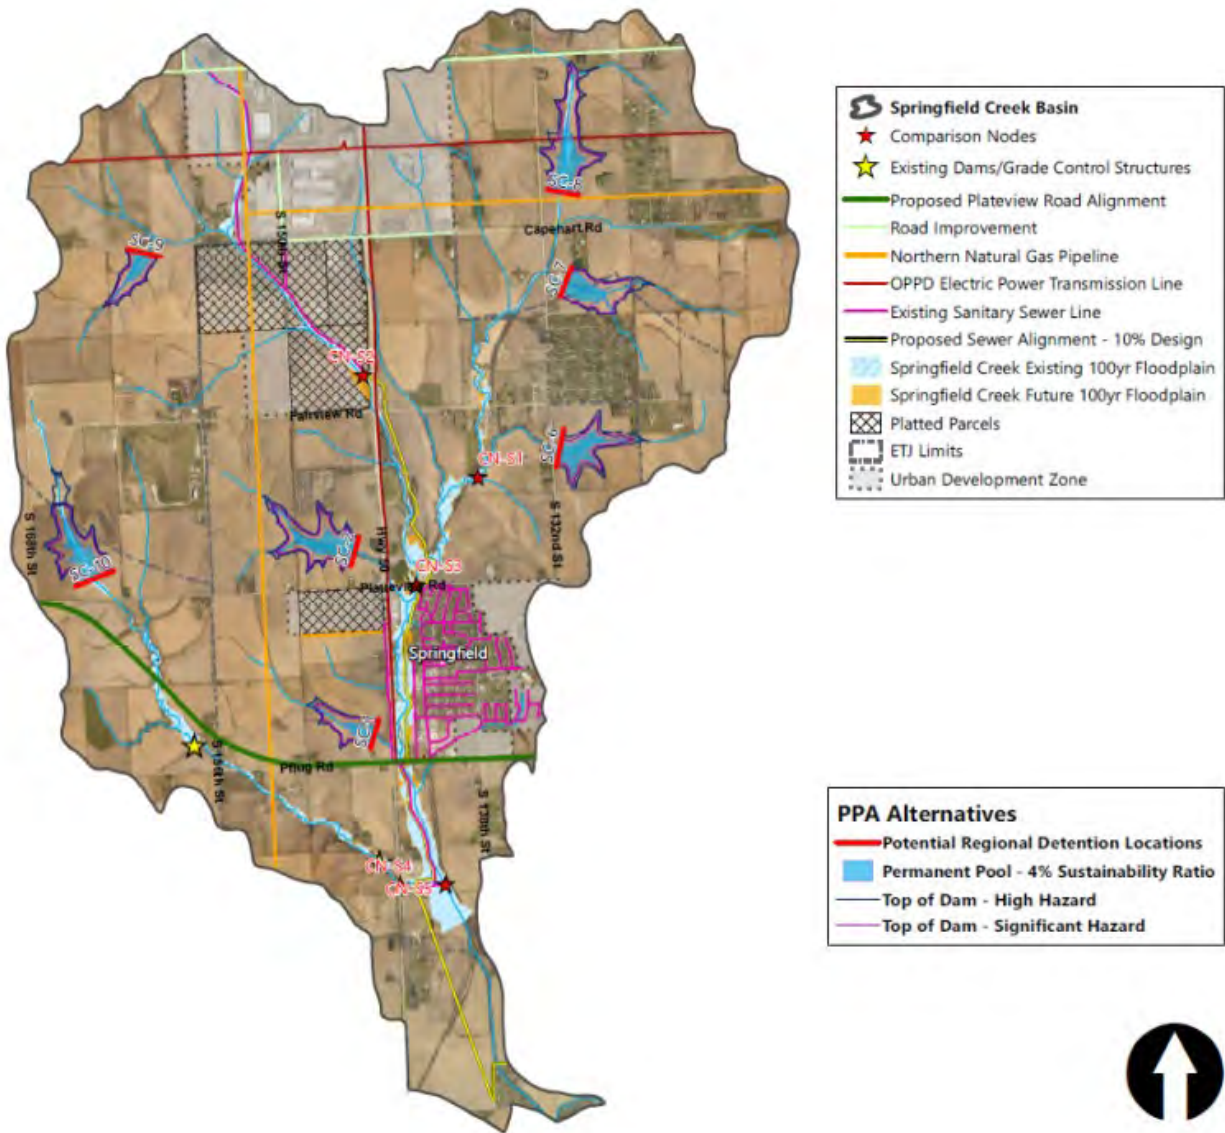 SC-8
S 150th St
Capehart Rd
SC-9
SC-7
CN-S2
Fairview Rd
SC-6
CN-S1
S 168th St
SC-10
SC-2
Hwy 50
S 132nd St
CN-S3
Platteview Rd
Springfield
SC-1
S 156th St
Pflug Rd
S 138th St
CN-S4
CN-S5
Springfield Creek Basin
Comparison Nodes
Existing Dams/Grade Control Structures
Proposed Plateview Road Alignment
Road Improvement
Northern Natural Gas Pipeline
OPPD Electric Power Transmission Line
Existing Sanitary Sewer Line
Proposed Sewer Alignment - 10% Design
Springfield Creek Existing 100yr Floodplain
Springfield Creek Future 100yr Floodplain
Platted Parcels
ETJ Limits
Urban Development Zone
PPA Alternatives
Potential Regional Detention Locations
Permanent Pool - 4% Sustainability Ratio
Top of Dam - High Hazard
Top of Dam - Significant Hazard